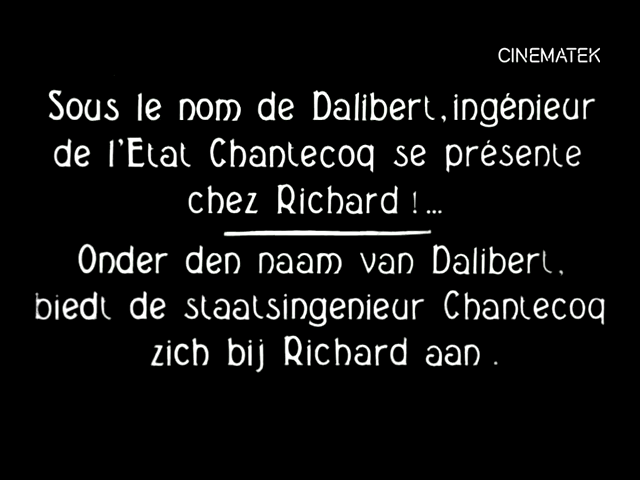 CINEMATEK
Sous le nom de Dalibert, ingénieur
de l'Etat Chantecoq se présente
chez Richard !...
Onder den naam van Dalibert,
biedt de staatsingenieur Chantecoq
zich bij Richard aan.